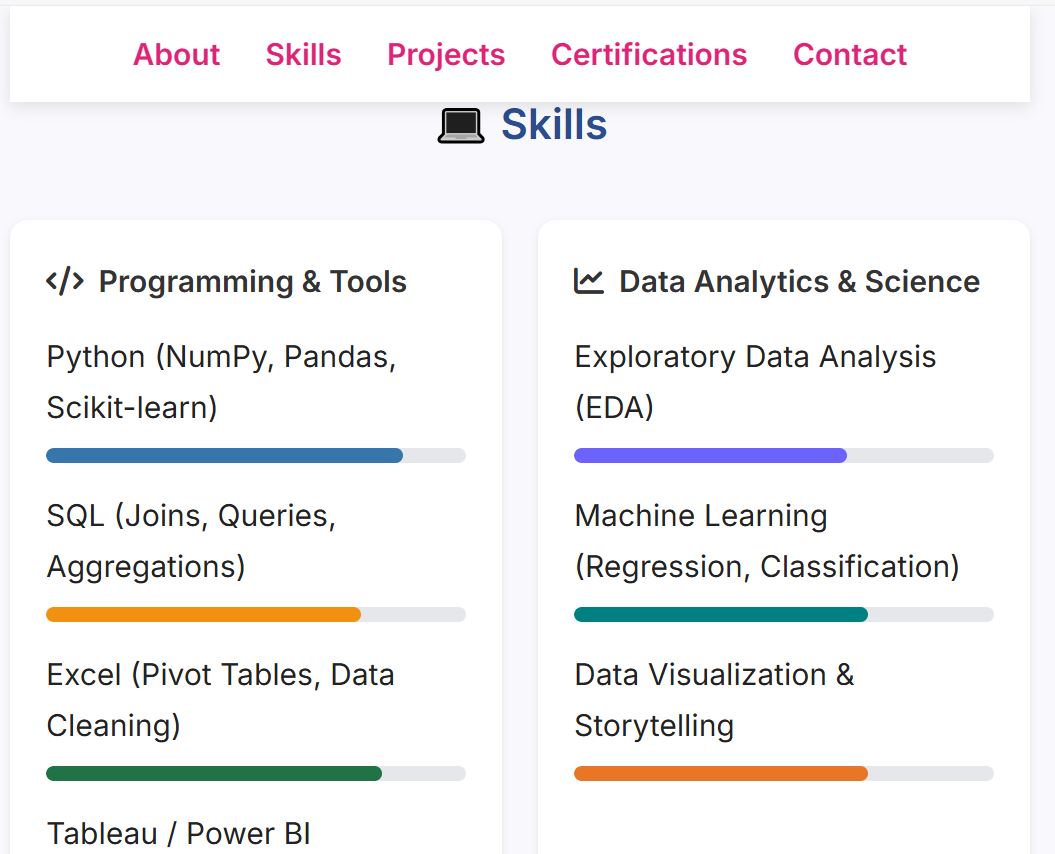 About Skills Projects Certifications Contact
Skills
Programming & Tools
Python (NumPy, Pandas,
Scikit-learn)
SQL (Joins, Queries,
Aggregations)
Excel (Pivot Tables, Data
Cleaning)
Tableau / Power BI
Data Analytics & Science
Exploratory Data Analysis
(EDA)
Machine Learning
(Regression, Classification)
Data Visualization &
Storytelling